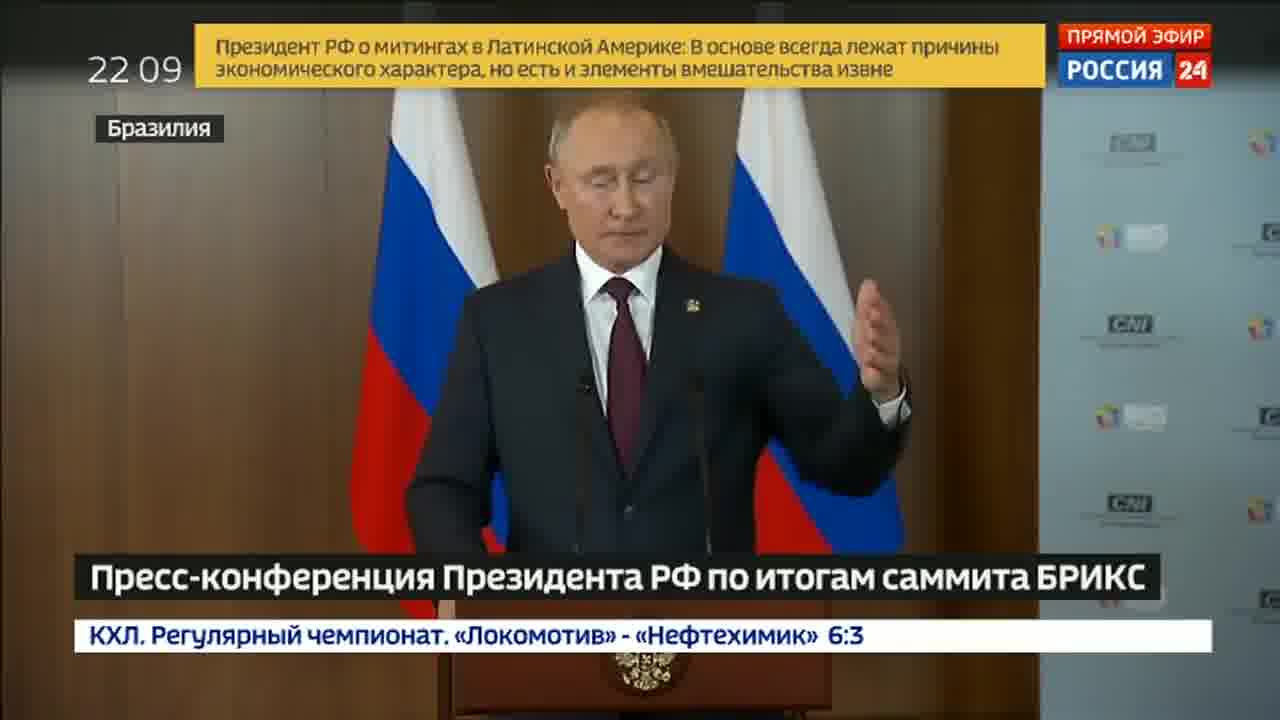 22 09
Президент РФ о митингах в Латинской Америке: В основе всегда лежат причины
экономического характера, но есть и элементы вмешательства извне
ПРЯМОЙ ЭФИР
РОССИЯ 24
Бразилия
CNI
CNI
CNI
Пресс-конференция Президента РФ по итогам саммита БРИКС
КХЛ. Регулярный чемпионат. «Локомотив» - «Нефтехимик» 6:3